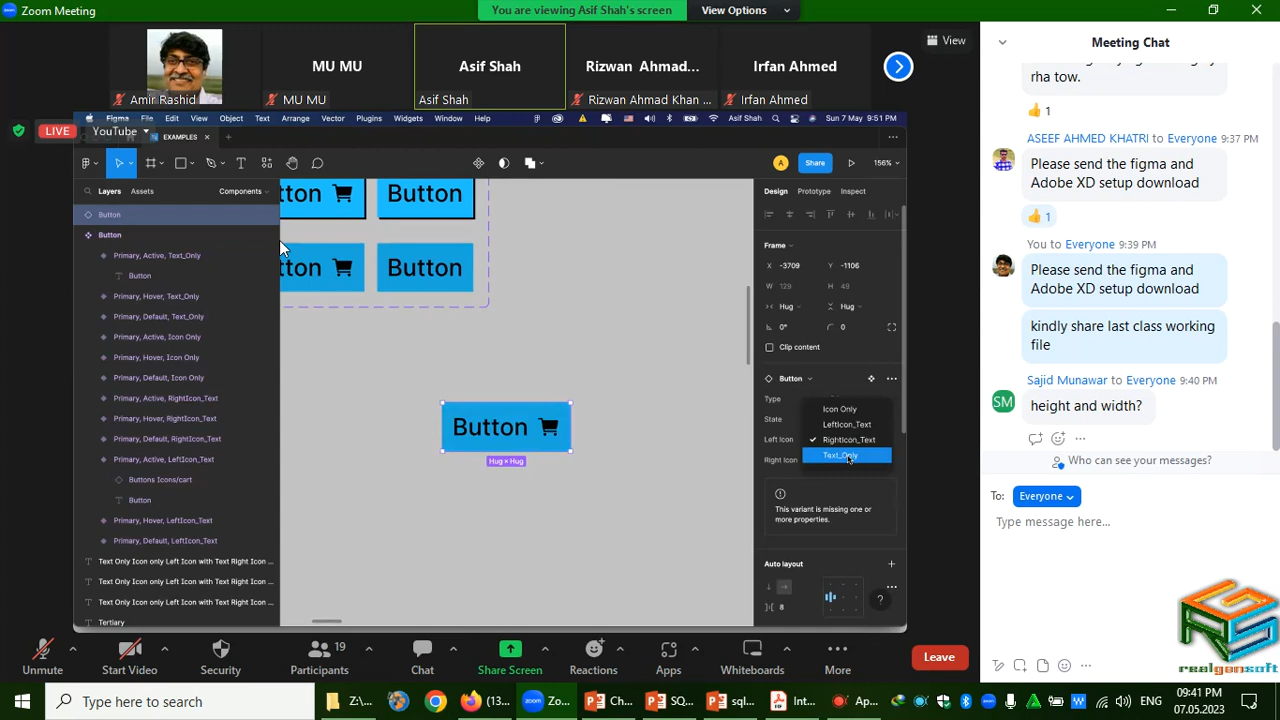 Zoom Meeting
You are viewing Asif Shah's screen
View Options
Amir Rashid
MU MU
MU MU
Asif Shah
Asif Shah
Rizwan Ahmad...
Rizwan Ahmad Khan ...
Irfan Ahmed
Irfan Ahmed
View
LIVE
YouTube
Figma File Edit View Object Text Arrange Vector Plugins Widgets Window Help
Asif Shah
Sun 7 May 9:51 PM
EXAMPLES
A
Share
156%
Layers
Assets
Components
Button
Button
Primary, Active, Text_Only
Button
Primary, Hover, Text_Only
Primary, Default, Text_Only
Primary, Active, Icon Only
Primary, Hover, Icon Only
Primary, Default, Icon Only
Primary, Active, RightIcon_Text
Primary, Hover, RightIcon_Text
Primary, Default, RightIcon_Text
Primary, Active, LeftIcon_Text
Buttons Icons/cart
Button
Primary, Hover, LeftIcon_Text
Primary, Default, LeftIcon_Text
Text Only Icon only Left Icon with Text Right Icon ...
Text Only Icon only Left Icon with Text Right Icon ...
Text Only Icon only Left Icon with Text Right Icon ...
Tertiary
tton
Button
tton
Button
Button
Hug × Hug
Design
Prototype
Inspect
Frame
X -3709
Y -1106
W 129
H 49
Hug
Hug
0°
0
Clip content
Button
Type
State
Left Icon
Right Icon
Icon Only
LeftIcon_Text
RightIcon_Text
Text_Only
This variant is missing one or
more properties.
Auto layout
8
?
Unmute
Start Video
Security
19
Participants
Chat
Share Screen
Reactions
Apps
Whiteboards
More
Leave
Meeting Chat
rha tow.
1
ASEEF AHMED KHATRI to Everyone 9:37 PM
Please send the figma and
Adobe XD setup download
1
You to Everyone 9:39 PM
Please send the figma and
Adobe XD setup download
kindly share last class working
file
Sajid Munawar to Everyone 9:40 PM
SM
height and width?
Who can see your messages?
To:
Everyone
Type message here...
realgensoft
Type here to search
Z:\...
(13...
Zo...
Ch...
SQ...
sql...
Int...
Ap...
ENG
09:41 PM
07.05.2023